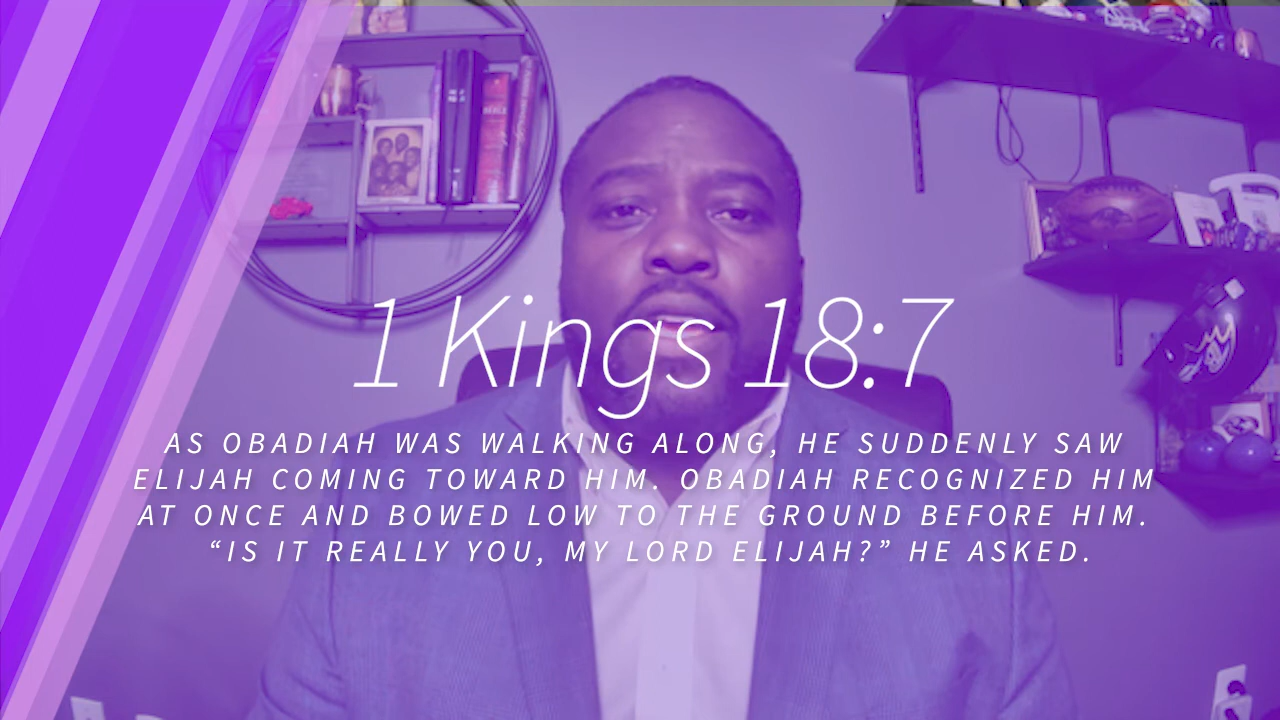 1 Kings 18:7
AS OBADIAH WAS WALKING ALONG, HE SUDDENLY SAW
ELIJAH COMING TOWARD HIM. OBADIAH RECOGNIZED HIM
AT ONCE AND BOWED LOW TO THE GROUND BEFORE HIM.
“IS IT REALLY YOU, MY LORD ELIJAH?” HE ASKED.